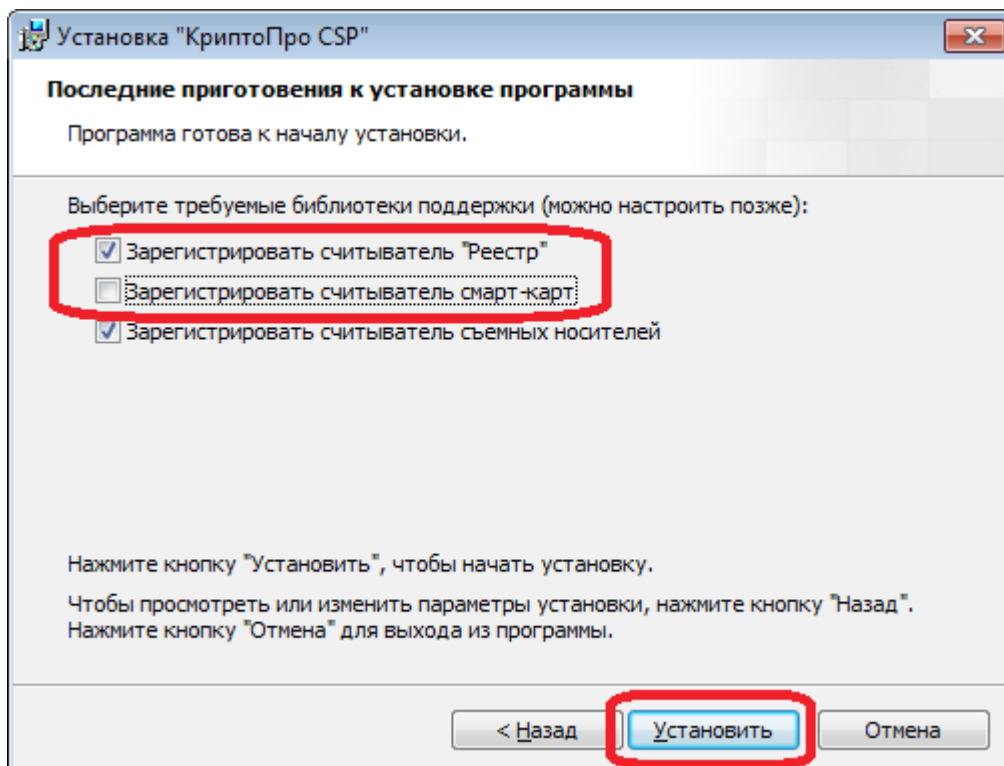 Установка "КриптоПро CSP"
Последние приготовения к установке программы
Программа готова к началу установки.
Выберите требуемые библиотеки поддержки (можно настроить позже):
Зарегистрировать считыватель "Реестр"
Зарегистрировать считыватель смарт-карт
Зарегистрировать считыватель съемных носителей
Нажмите кнопку "Установить", чтобы начать установку.
Чтобы просмотреть или изменить параметры установки, нажмите кнопку "Назад".
Нажмите кнопку "Отмена" для выхода из программы.
< Назад Установить Отмена